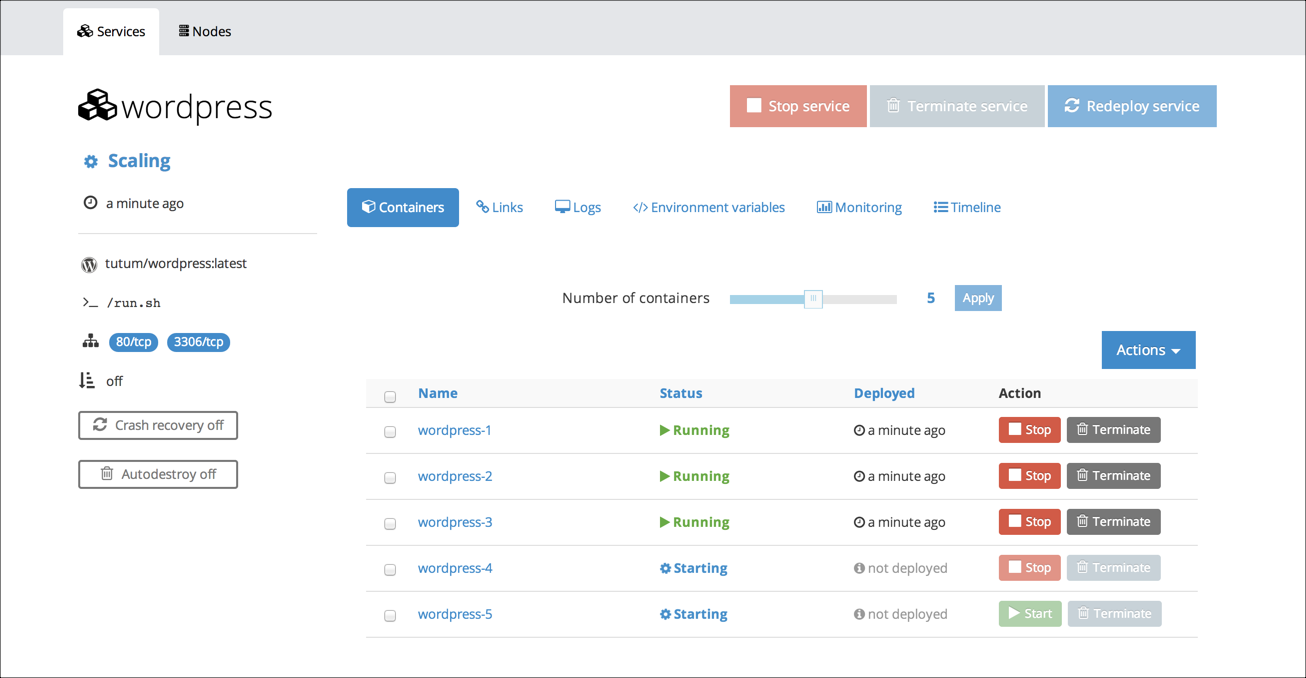 Services Nodes
wordpress
Stop service Terminate service Redeploy service
Scaling
a minute ago
Containers Links Logs </> Environment variables Monitoring Timeline
tutum/wordpress:latest
>_ /run.sh
80/tcp 3306/tcp
off
Crash recovery off
Autodestroy off
Number of containers 5 Apply
Actions
Name Status Deployed Action
wordpress-1 Running a minute ago Stop Terminate
wordpress-2 Running a minute ago Stop Terminate
wordpress-3 Running a minute ago Stop Terminate
wordpress-4 Starting not deployed Stop Terminate
wordpress-5 Starting not deployed Start Terminate